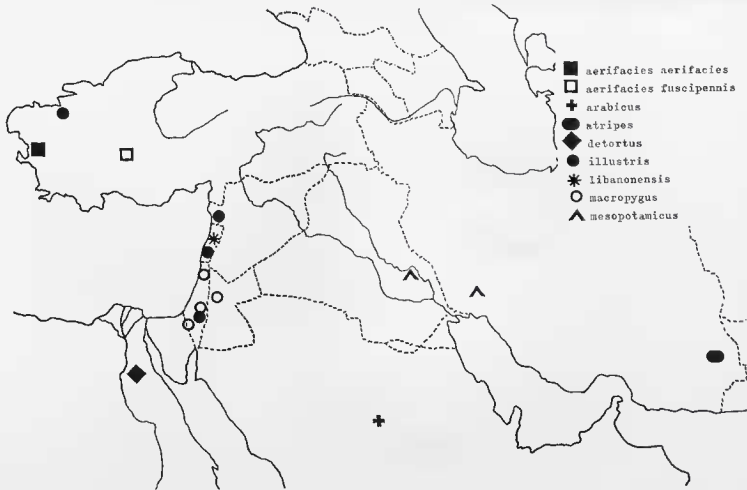 aerifacies aerifacies
aerifacies fuscipennis
arabicus
atripes
detortus
illustris
libanonensis
macropygus
mesopotamicus